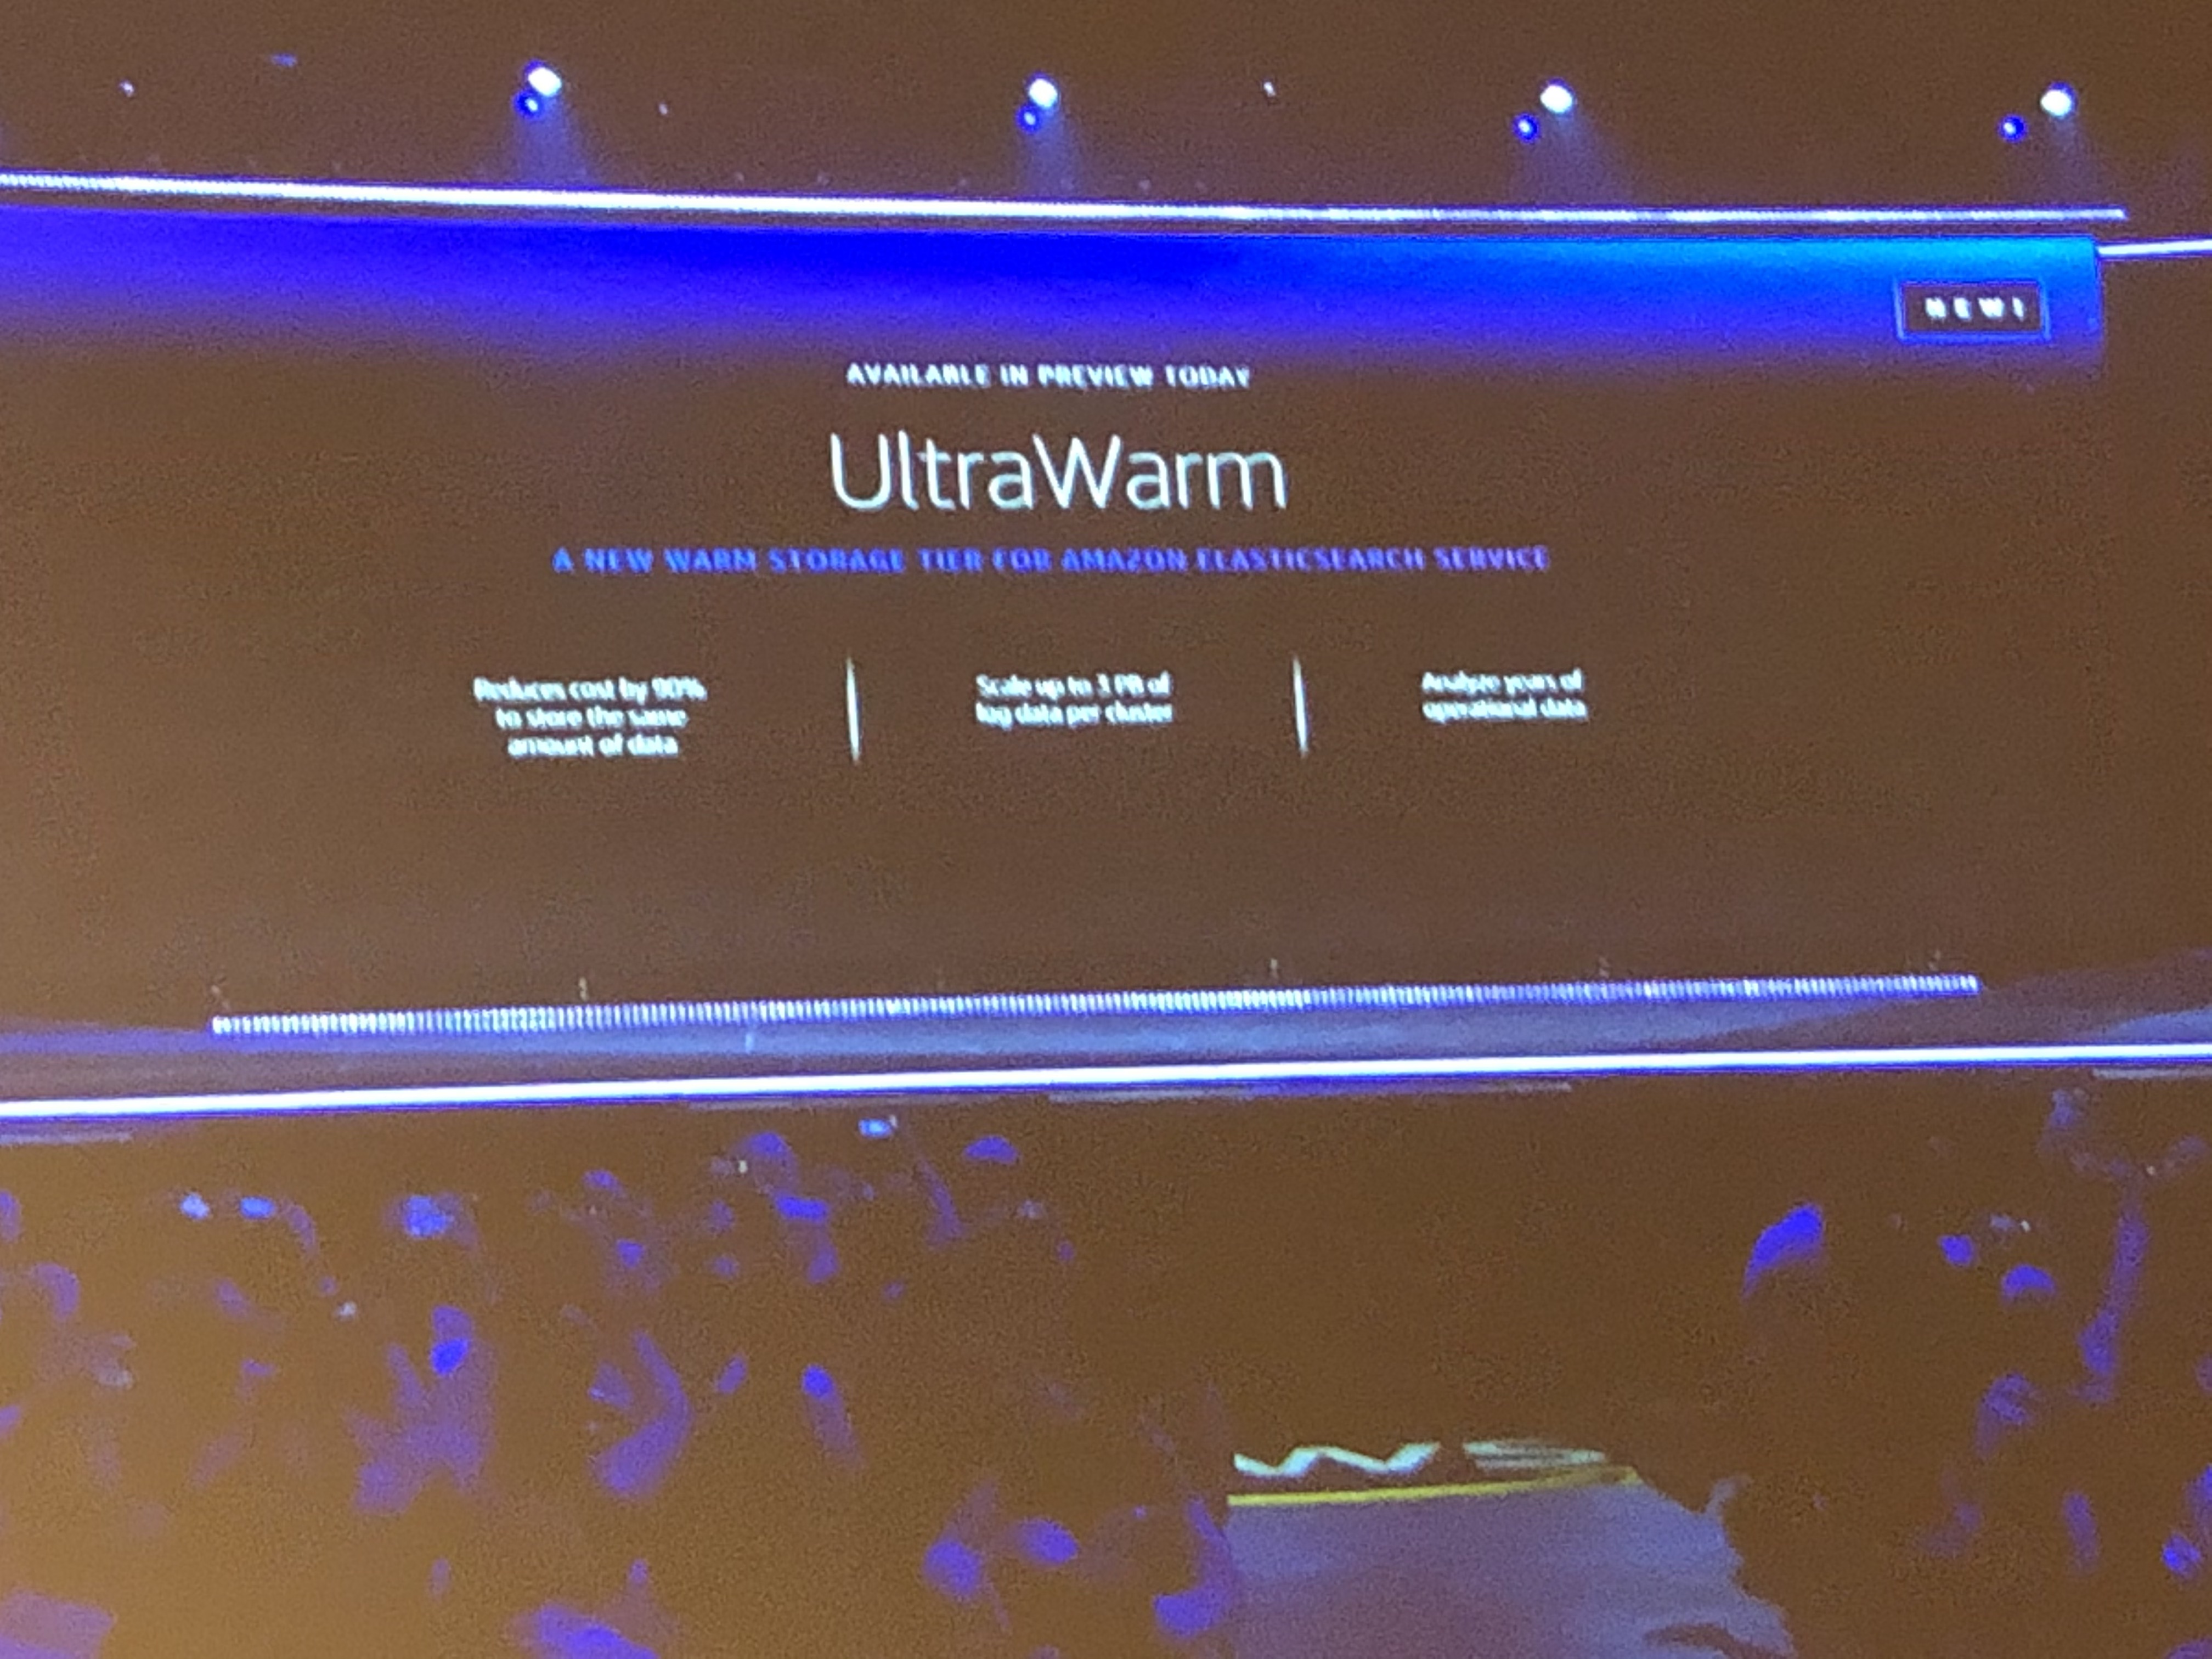 NEW!
AVAILABLE IN PREVIEW TODAY
UltraWarm
A NEW WARM STORAGE TIER FOR AMAZON ELASTICSEARCH SERVICE
Reduces cost by 90%
to store the same
amount of data
Scale up to 3 PB of
log data per cluster
Analyze years of
operational data